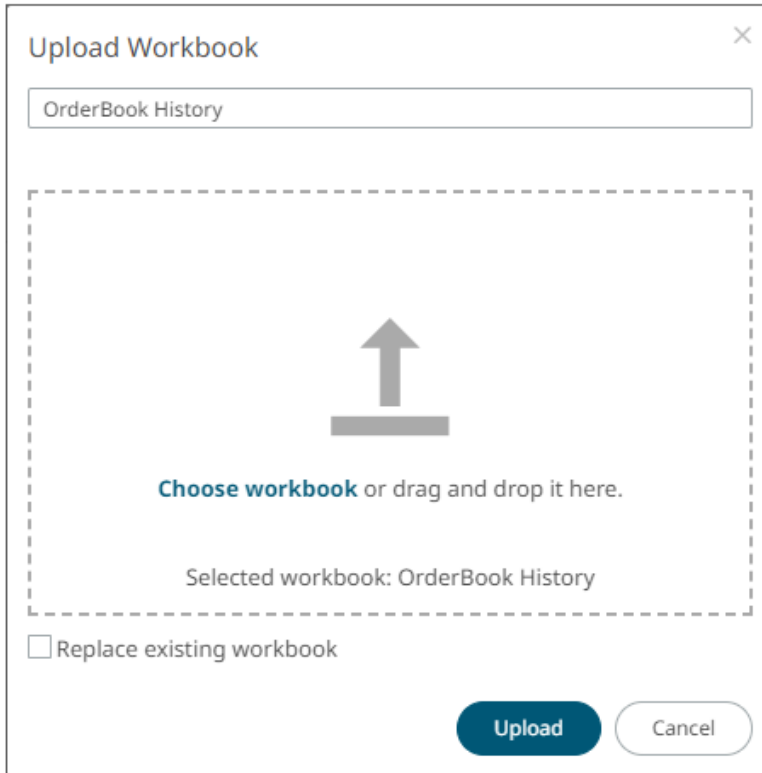 Upload Workbook
OrderBook History
Choose workbook or drag and drop it here.
Selected workbook: OrderBook History
Replace existing workbook
Upload
Cancel